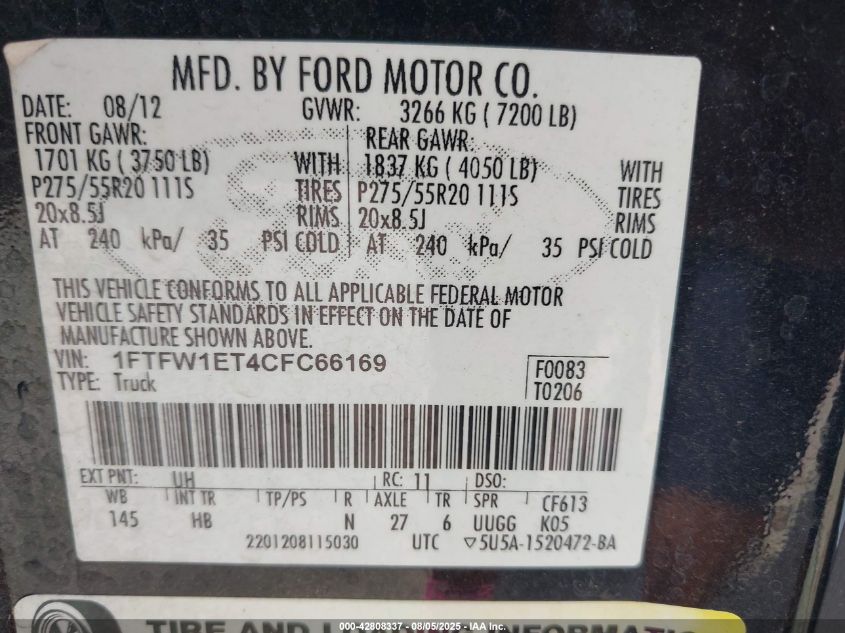 MFD. BY FORD MOTOR CO.
DATE: 08/12 GVWR: 3266 KG ( 7200 LB)
FRONT GAWR: REAR GAWR:
1701 KG ( 3750 LB) WITH 1837 KG ( 4050 LB) WITH
P275/55R20 111S TIRES P275/55R20 111S TIRES
20x8.5J RIMS 20x8.5J RIMS
AT 240 kPa/ 35 PSI COLD AT 240 kPa/ 35 PSI COLD
THIS VEHICLE CONFORMS TO ALL APPLICABLE FEDERAL MOTOR
VEHICLE SAFETY STANDARDS IN EFFECT ON THE DATE OF
MANUFACTURE SHOWN ABOVE.
VIN: 1FTFW1ET4CFC66169 F0083
TYPE: Truck T0206
EXT PNT: UH RC: 11 DSO:
WB INT TR TP/PS R AXLE TR SPR CF613
145 HB N 27 6 UUGG K05
2201208115030 UTC ▽5U5A-1520472-BA
000-42808337 - 08/05/2025 - IAA Inc.